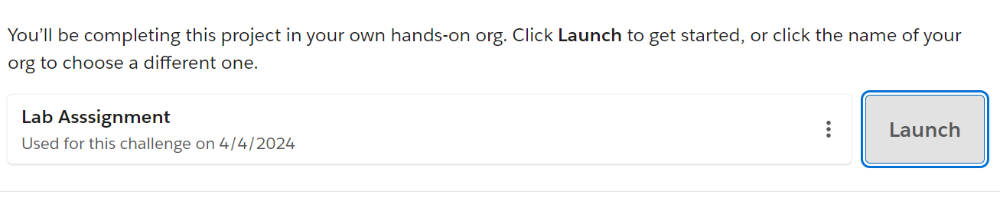 You’ll be completing this project in your own hands-on org. Click Launch to get started, or click the name of your
org to choose a different one.
Lab Asssignment
Used for this challenge on 4/4/2024
Launch